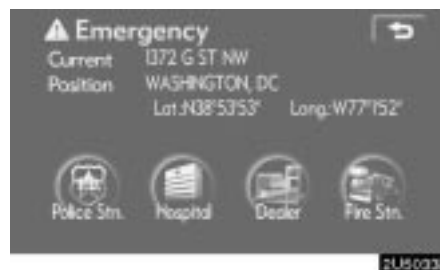 Emergency
Current 1372 G ST NW
Position WASHINGTON, DC
Lat.:N38°53'53" Long.:W77°1'52"
Police Stn. Hospital Dealer Fire Stn.
2U5033